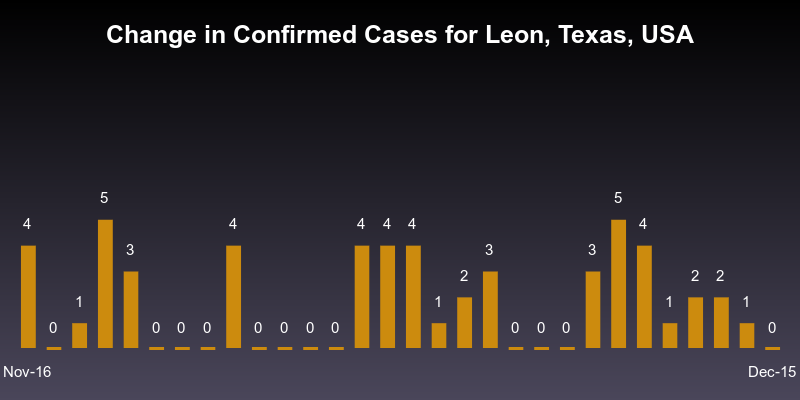 Change in Confirmed Cases for Leon, Texas, USA
4 0 1 5 3 0 0 0 4 0 0 0 0 4 4 4 1 2 3 0 0 0 3 5 4 1 2 2 1 0
Nov-16 Dec-15